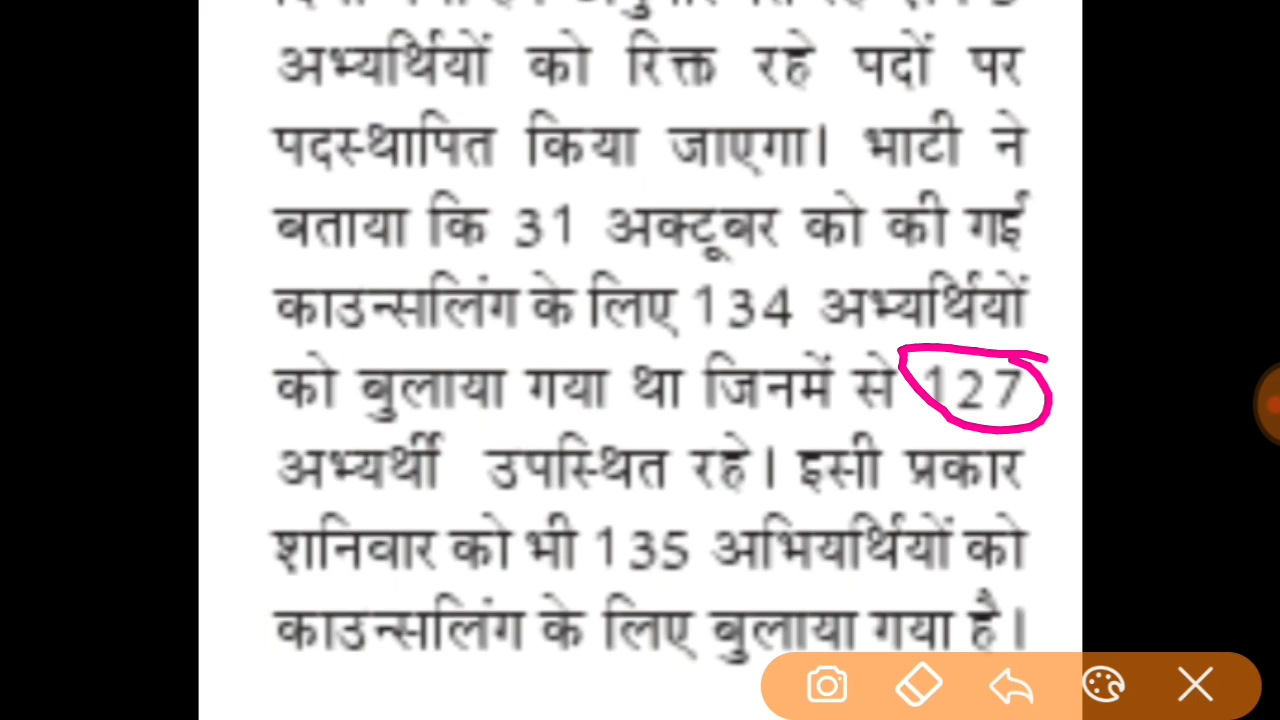 अभ्यर्थियों को रिक्त रहे पदों पर
पदस्थापित किया जाएगा। भाटी ने
बताया कि 31 अक्टूबर को की गई
काउन्सलिंग के लिए 134 अभ्यर्थियों
को बुलाया गया था जिनमें से 127
अभ्यर्थी उपस्थित रहे। इसी प्रकार
शनिवार को भी 135 अभियर्थियों को
काउन्सलिंग के लिए बुलाया गया है।